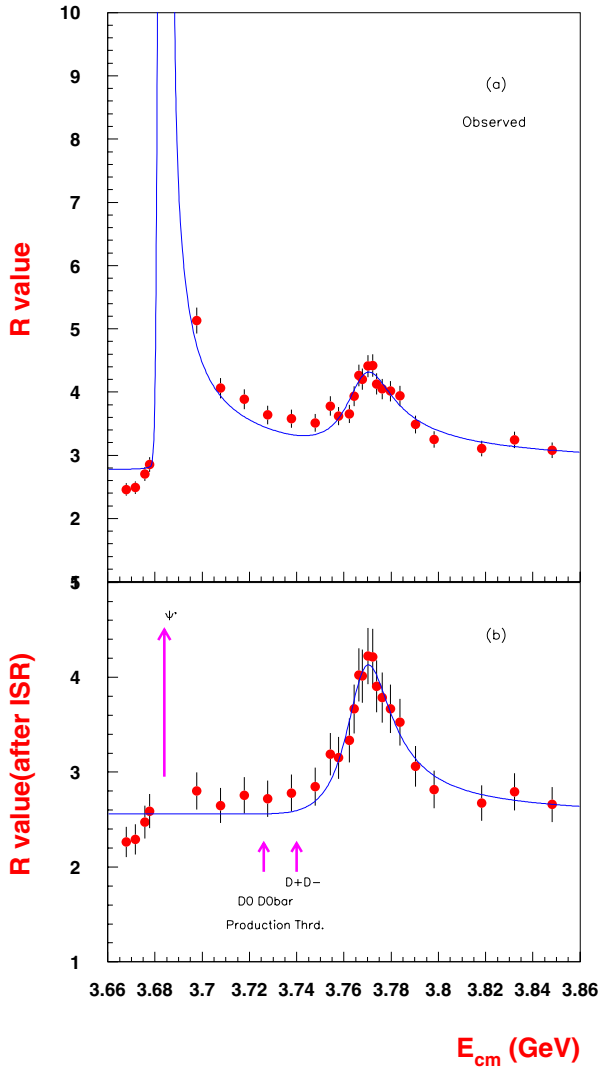 10
9
8
7
6
5
4
3
2
1
R value
(a)
Observed
5
4
3
2
1
R value(after ISR)
ψ'
(b)
D+D-
D0 D0bar
Production Thrd.
3.66 3.68 3.7 3.72 3.74 3.76 3.78 3.8 3.82 3.84 3.86
E_cm (GeV)